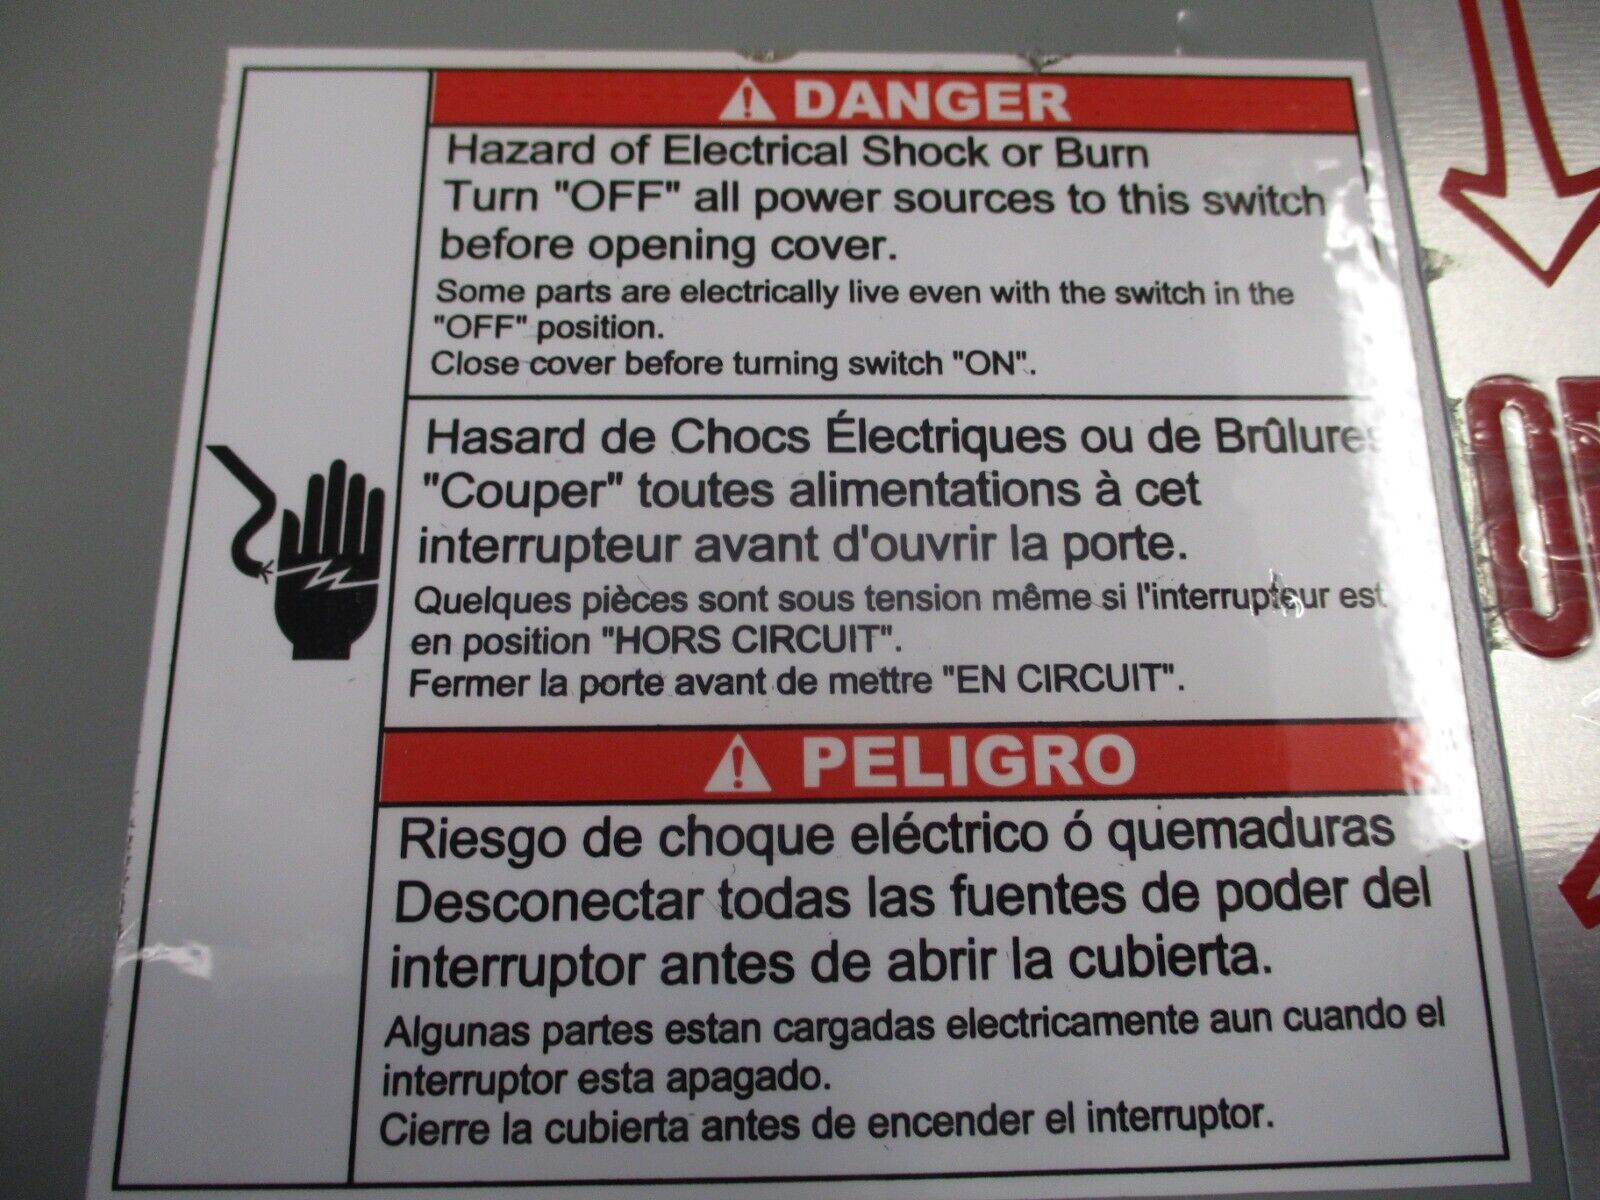 DANGER
Hazard of Electrical Shock or Burn
Turn "OFF" all power sources to this switch
before opening cover.
Some parts are electrically live even with the switch in the
"OFF" position.
Close cover before turning switch "ON".
Hasard de Chocs Électriques ou de Brûlures
"Couper" toutes alimentations à cet
interrupteur avant d'ouvrir la porte.
Quelques pièces sont sous tension même si l'interrupteur est
en position "HORS CIRCUIT".
Fermer la porte avant de mettre "EN CIRCUIT".
PELIGRO
Riesgo de choque eléctrico ó quemaduras
Desconectar todas las fuentes de poder del
interruptor antes de abrir la cubierta.
Algunas partes estan cargadas electricamente aun cuando el
interruptor esta apagado.
Cierre la cubierta antes de encender el interruptor.